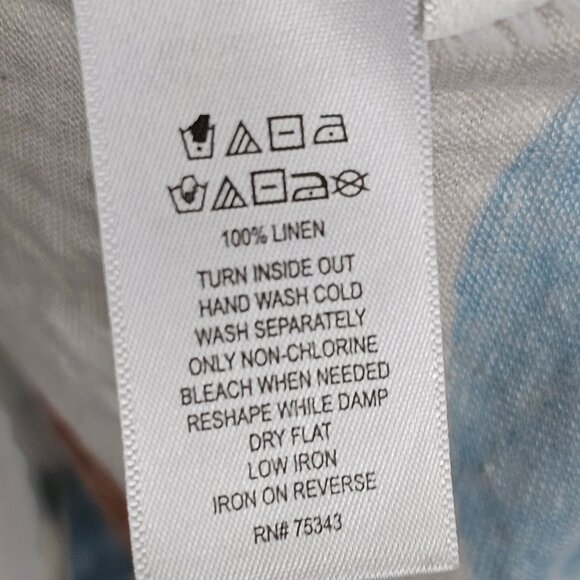 100% LINEN
TURN INSIDE OUT
HAND WASH COLD
WASH SEPARATELY
ONLY NON-CHLORINE
BLEACH WHEN NEEDED
RESHAPE WHILE DAMP
DRY FLAT
LOW IRON
IRON ON REVERSE
RN# 75343